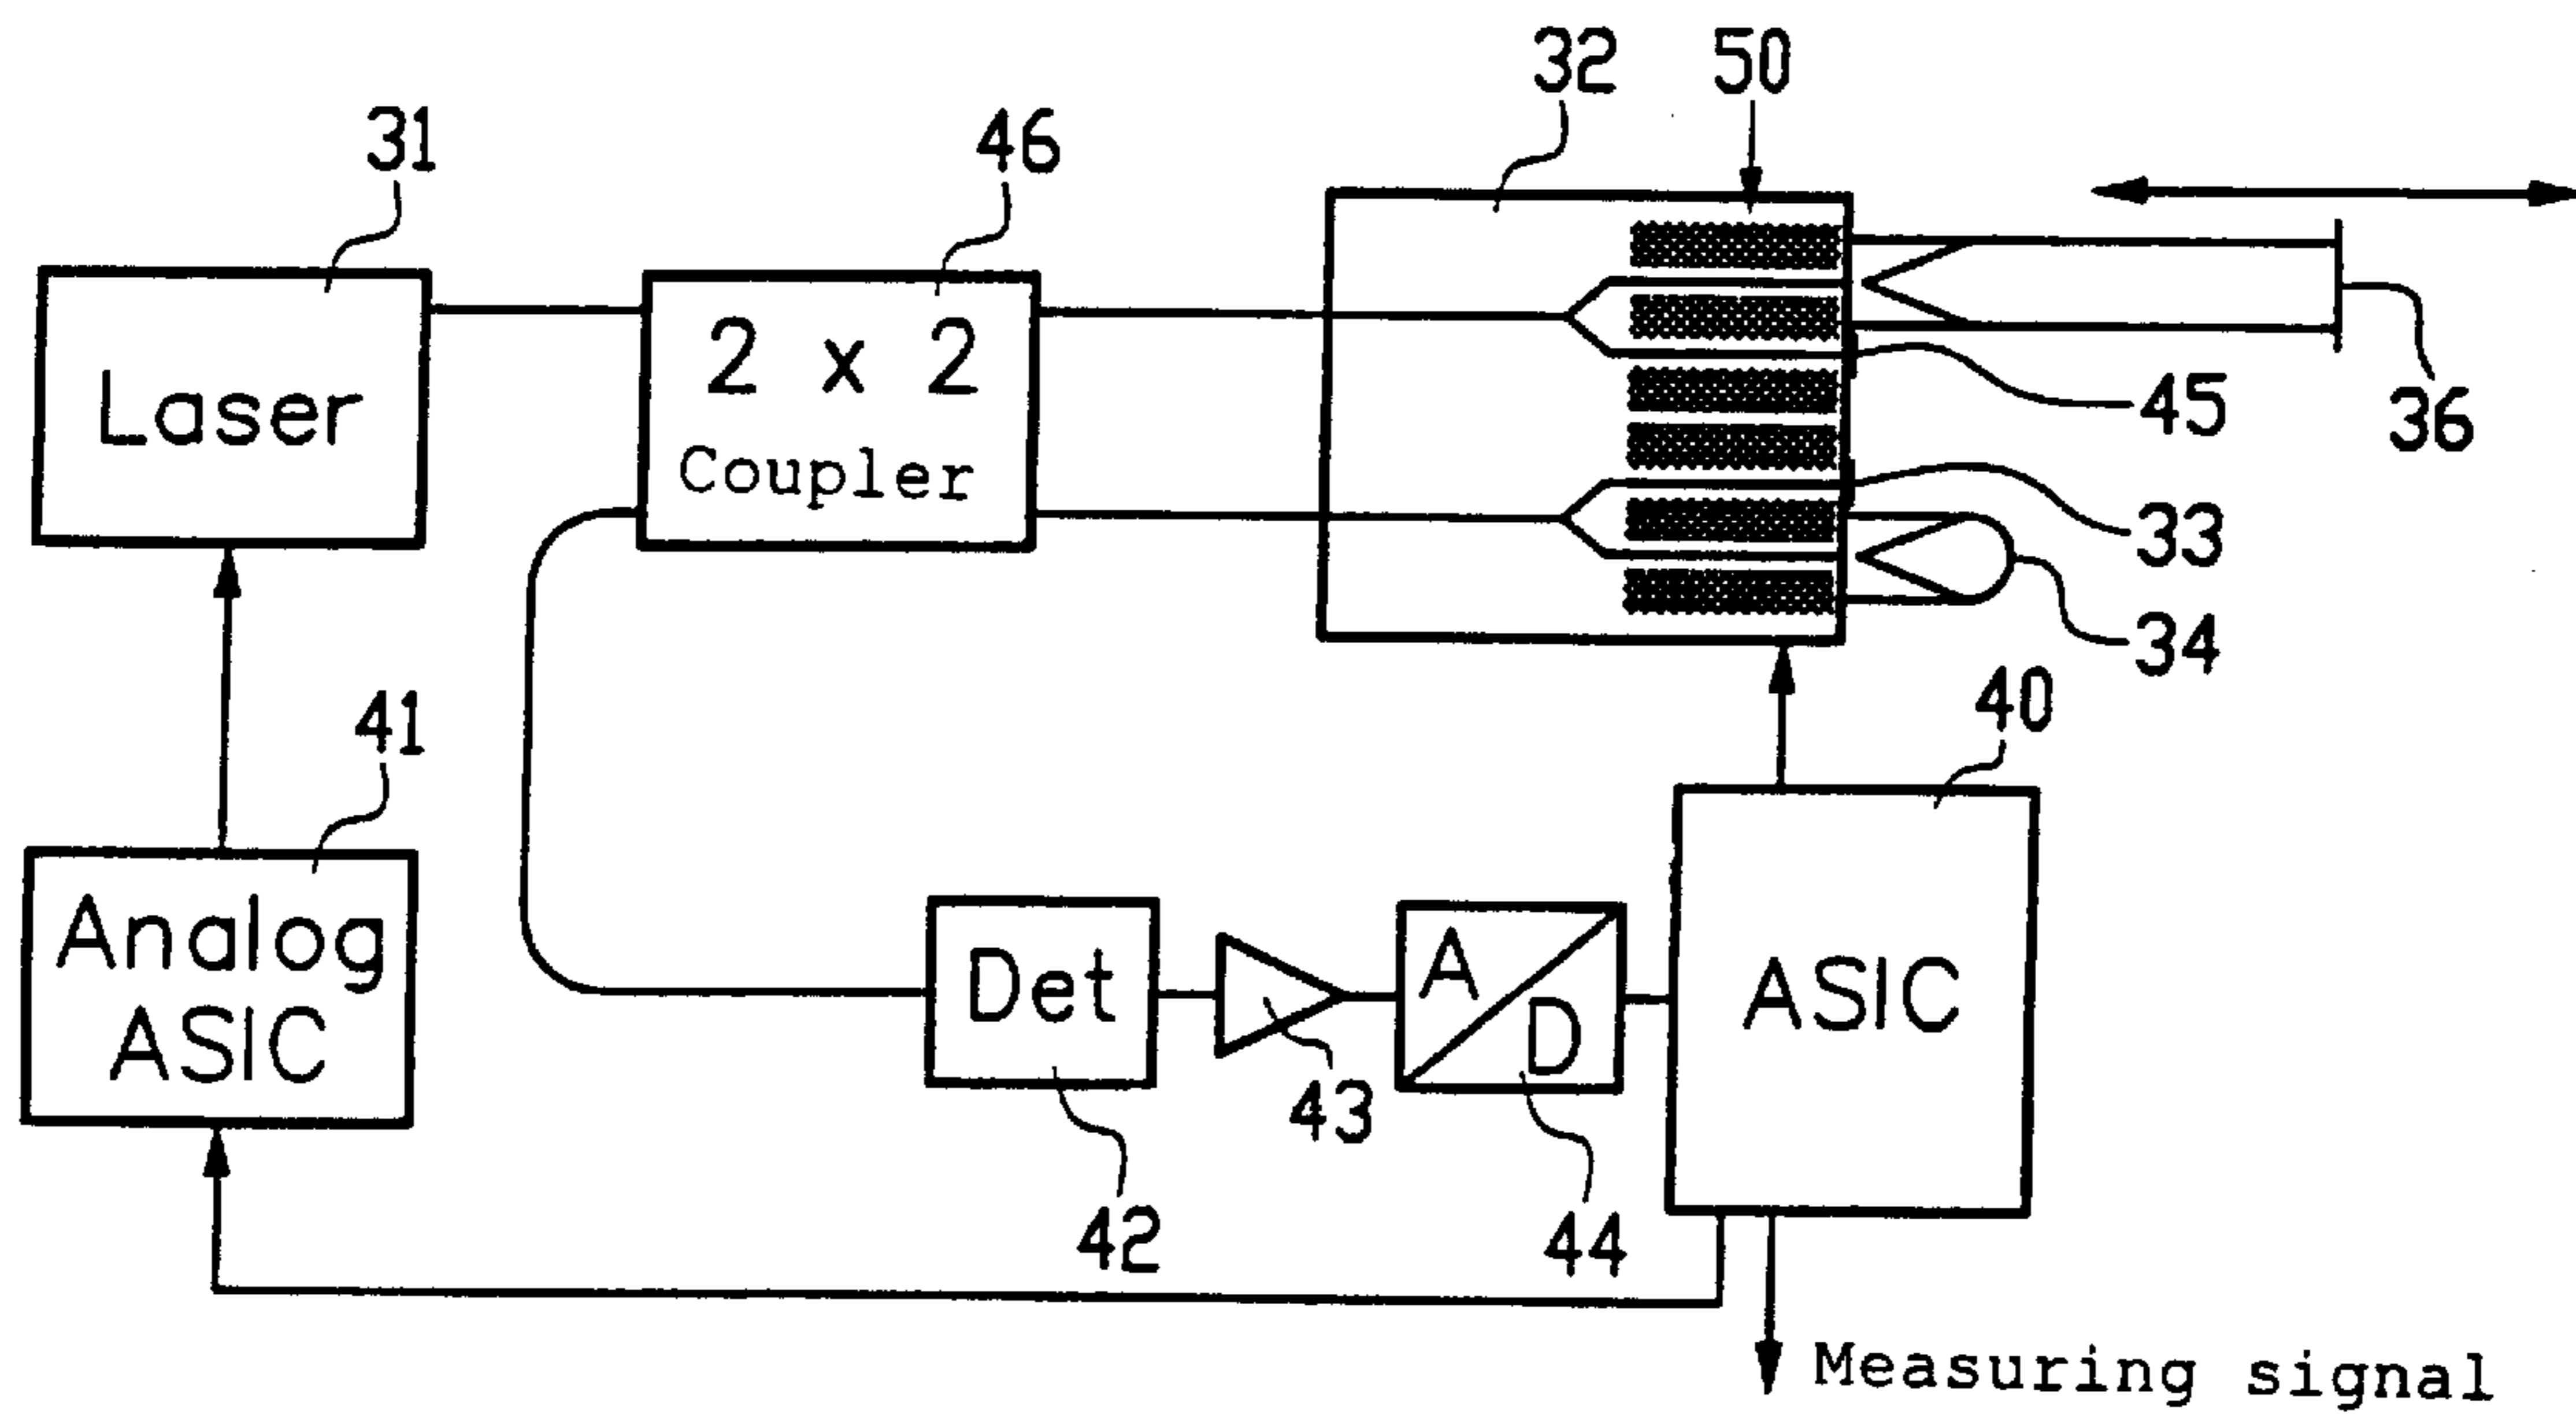 32
50
31
46
Laser
2 x 2
Coupler
45
36
33
34
40
41
Analog
ASIC
Det
A
D
ASIC
43
42
44
Measuring signal